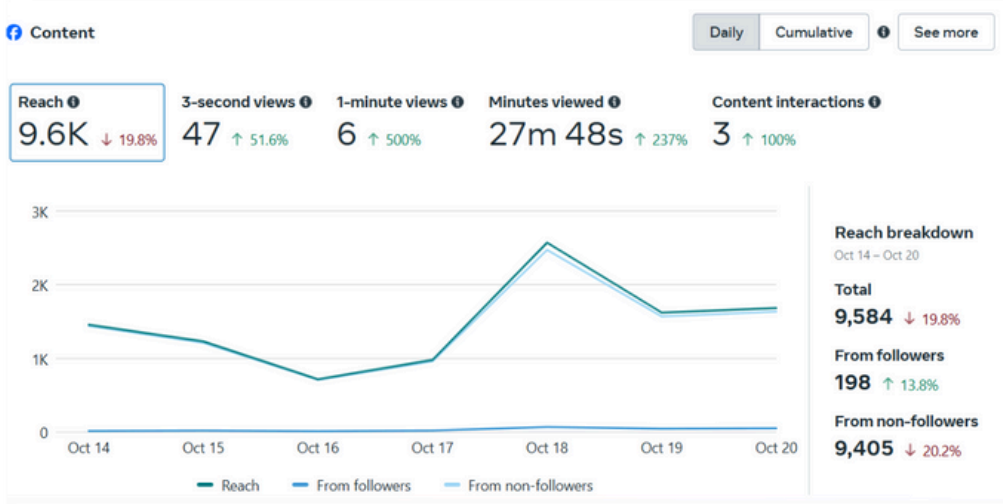 Content
Daily Cumulative See more
Reach 3-second views 1-minute views Minutes viewed Content interactions
9.6K ↓ 19.8% 47 ↑ 51.6% 6 ↑ 500% 27m 48s ↑ 237% 3 ↑ 100%
3K
2K
1K
0
Oct 14 Oct 15 Oct 16 Oct 17 Oct 18 Oct 19 Oct 20
Reach From followers From non-followers
Reach breakdown
Oct 14 – Oct 20
Total
9,584 ↓ 19.8%
From followers
198 ↑ 13.8%
From non-followers
9,405 ↓ 20.2%